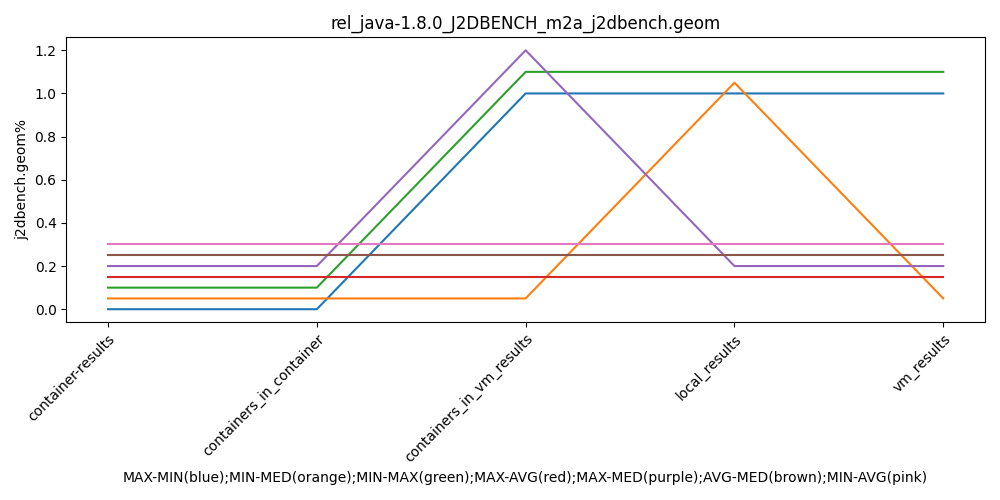 rel_java-1.8.0_J2DBENCH_m2a_j2dbench.geom
j2dbench.geom%
1.2
1.0
0.8
0.6
0.4
0.2
0.0
container-results
containers_in_container
containers_in_vm_results
local_results
vm_results
MAX-MIN(blue);MIN-MED(orange);MIN-MAX(green);MAX-AVG(red);MAX-MED(purple);AVG-MED(brown);MIN-AVG(pink)